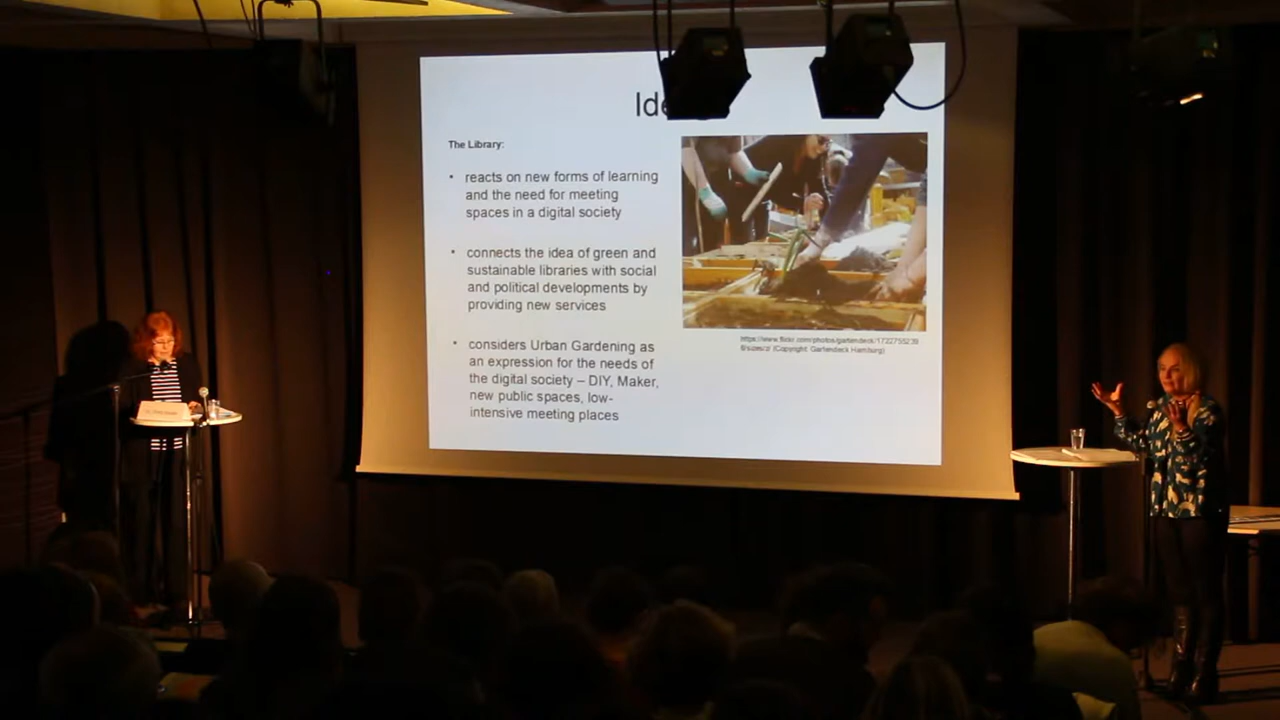 Ide
The Library:
• reacts on new forms of learning
and the need for meeting
spaces in a digital society
• connects the idea of green and
sustainable libraries with social
and political developments by
providing new services
• considers Urban Gardening as
an expression for the needs of
the digital society – DIY, Maker,
new public spaces, low-
intensive meeting places
(Copyright: Gartendeck Hamburg)